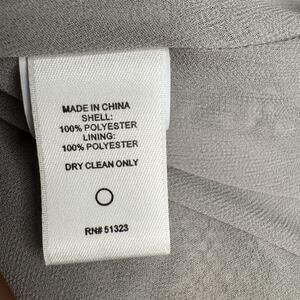 MADE IN CHINA
SHELL:
100% POLYESTER
LINING:
100% POLYESTER
DRY CLEAN ONLY
RN# 51323